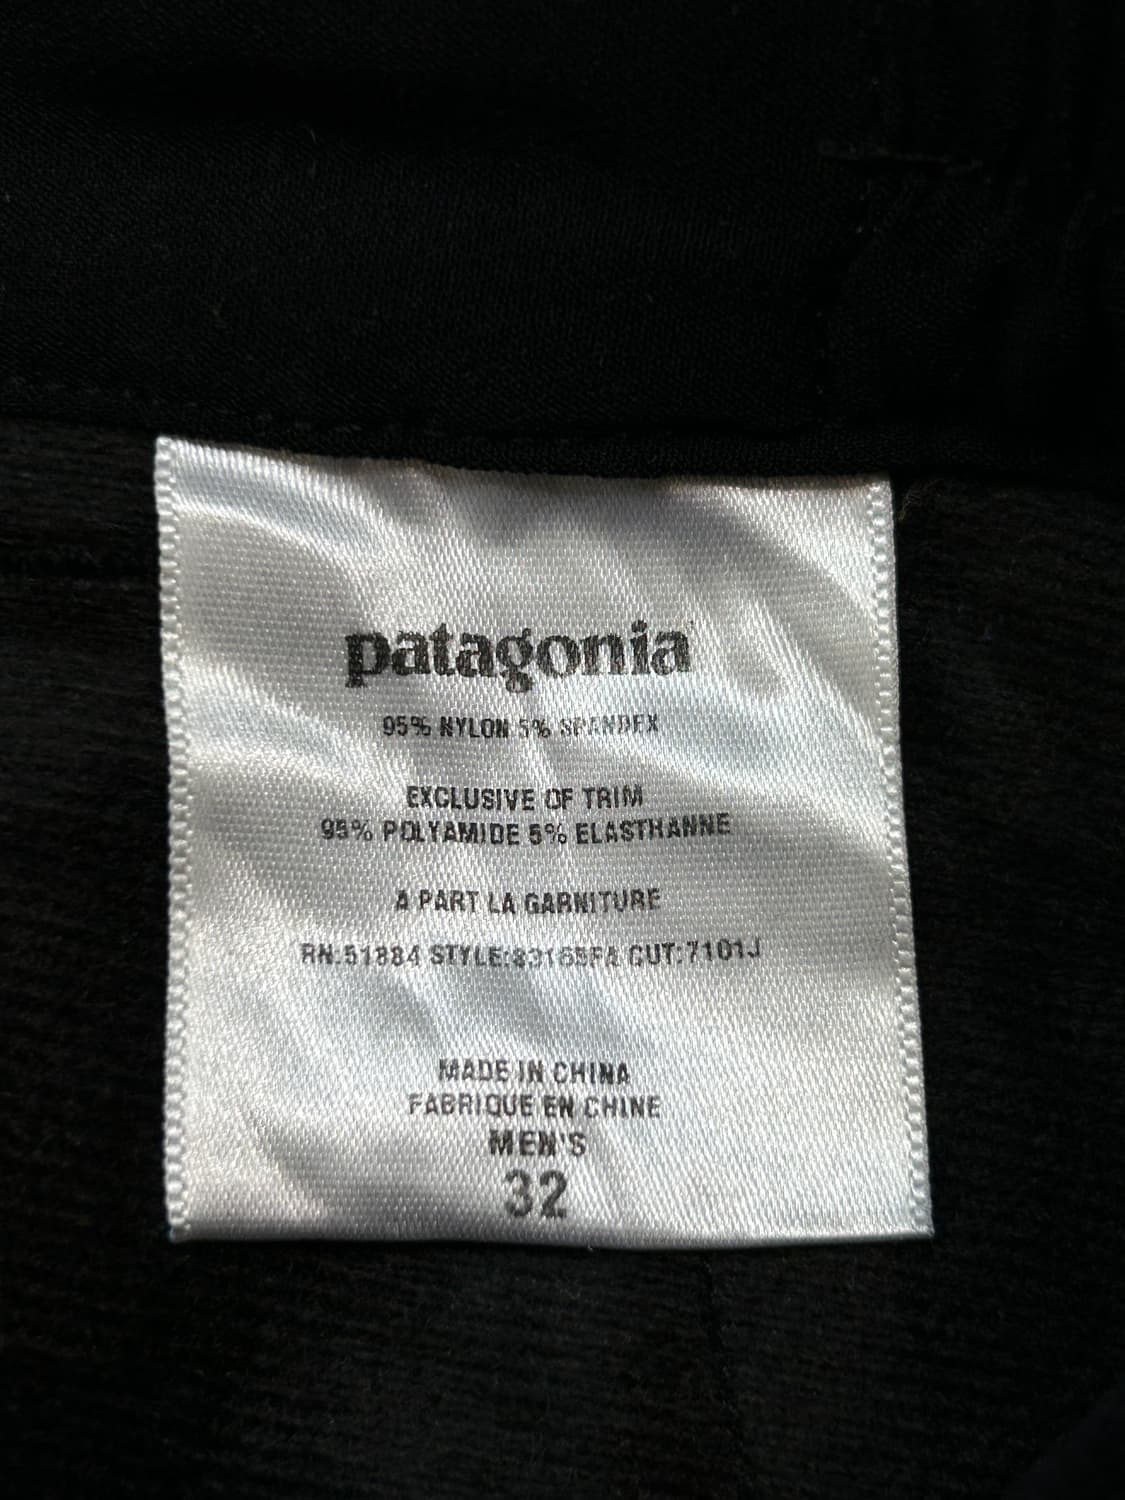 patagonia
95% NYLON 5% SPANDEX
EXCLUSIVE OF TRIM
95% POLYAMIDE 5% ELASTHANNE
A PART LA GARNITURE
RN:51884 STYLE:83165FA CUT:7101J
MADE IN CHINA
FABRIQUE EN CHINE
MEN'S
32